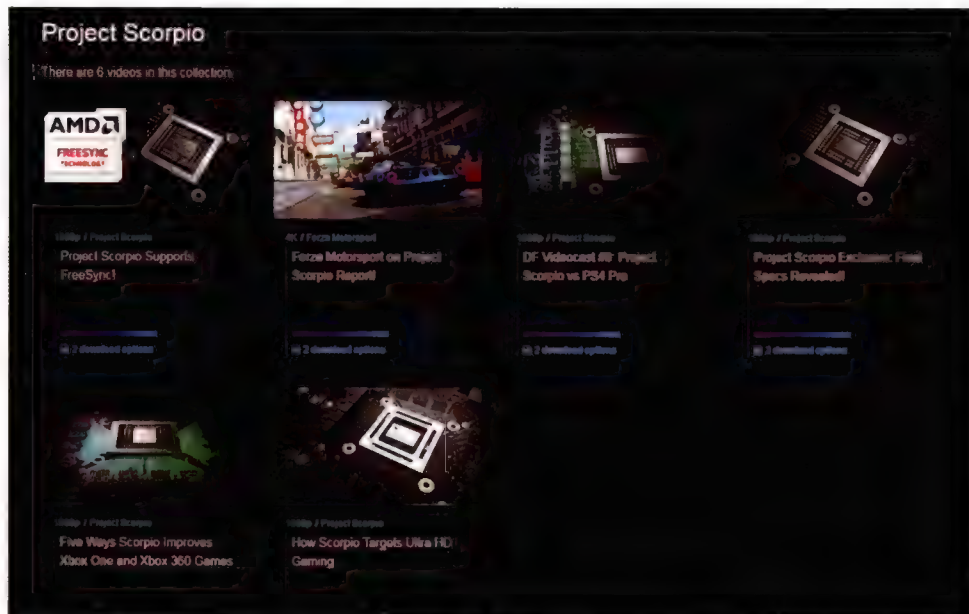 Project Scorpio
There are 6 videos in this collection
AMD
FREESYNC
TECHNOLOGY
1080p / Project Scorpio
Project Scorpio Supports
FreeSync!
2 download options
4K / Forza Motorsport
Forza Motorsport on Project
Scorpio Report!
2 download options
1080p / Project Scorpio
DF Videocast Project
Scorpio vs PS4 Pro
2 download options
1080p / Project Scorpio
Project Scorpio Exclusive: Final
Specs Revealed!
2 download options
1080p / Project Scorpio
Five Ways Scorpio Improves
Xbox One and Xbox 360 Games
1080p / Project Scorpio
How Scorpio Targets Ultra HD
Gaming